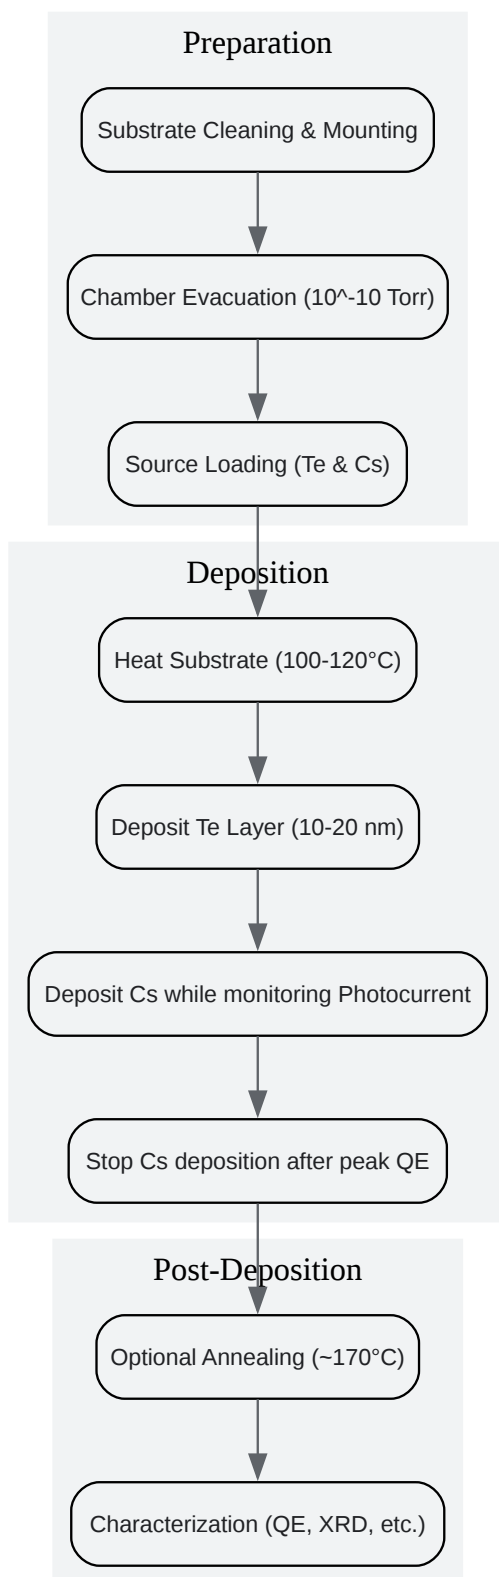 Preparation
Substrate Cleaning & Mounting
Chamber Evacuation (10^-10 Torr)
Source Loading (Te & Cs)
Deposition
Heat Substrate (100-120°C)
Deposit Te Layer (10-20 nm)
Deposit Cs while monitoring Photocurrent
Stop Cs deposition after peak QE
Post-Deposition
Optional Annealing (~170°C)
Characterization (QE, XRD, etc.)